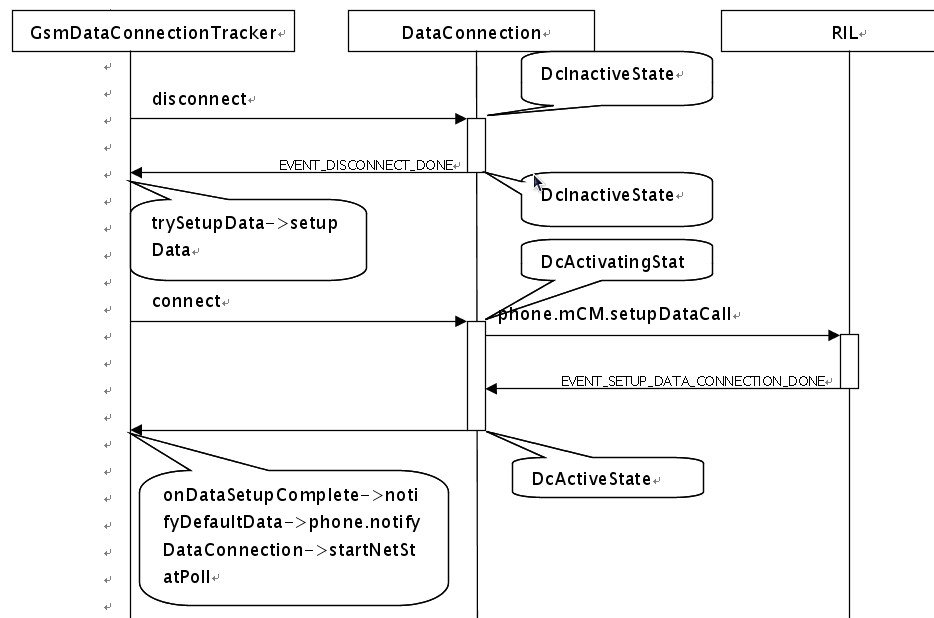 GsmDataConnectionTracker
DataConnection
RIL
DcInactiveState
disconnect
EVENT_DISCONNECT_DONE
DcInactiveState
trySetupData->setup
Data
DcActivatingStat
connect
phone.mCM.setupDataCall
EVENT_SETUP_DATA_CONNECTION_DONE
DcActiveState
onDataSetupComplete->noti
fyDefaultData->phone.notify
DataConnection->startNetSt
atPoll